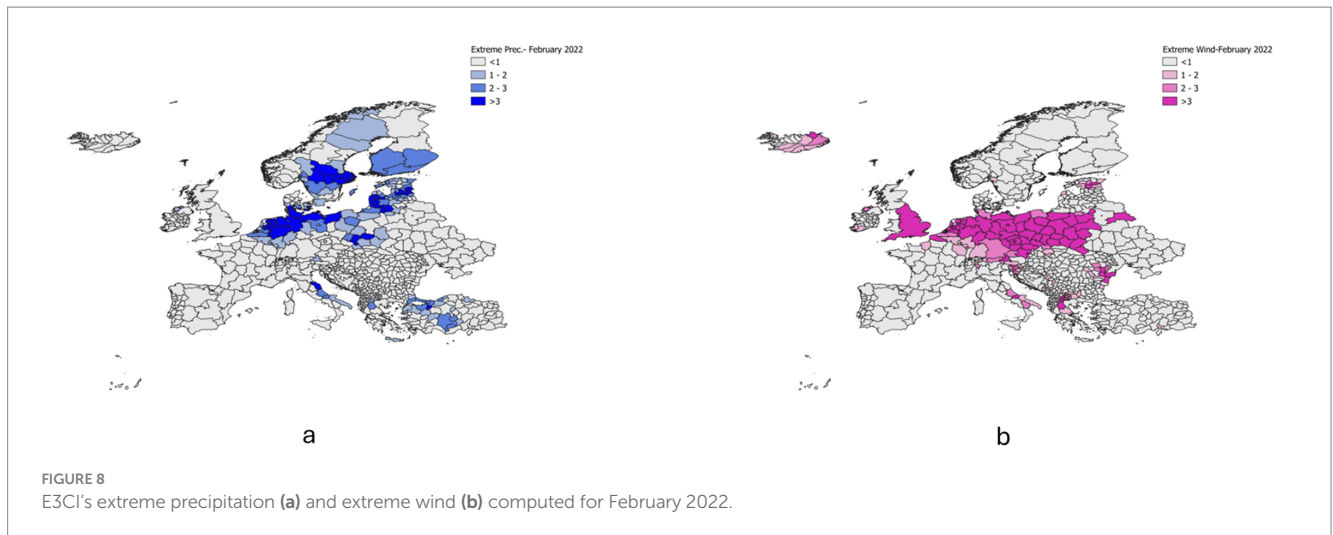 Extreme Prec.- February 2022
<1
1 - 2
2 - 3
>3
a
Extreme Wind-February 2022
<1
1 - 2
2 - 3
>3
b
FIGURE 8
E3CI's extreme precipitation (a) and extreme wind (b) computed for February 2022.